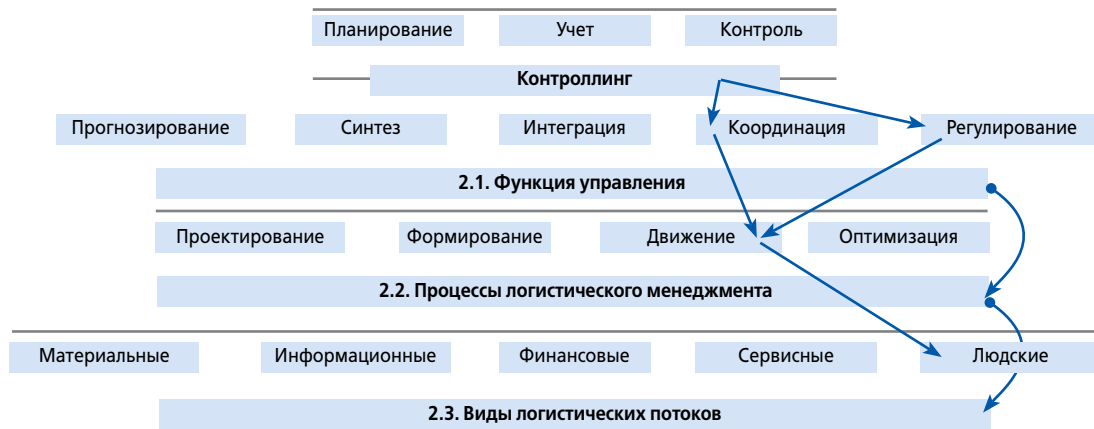 Планирование
Учет
Контроль
Контроллинг
Прогнозирование
Синтез
Интеграция
Координация
Регулирование
2.1. Функция управления
Проектирование
Формирование
Движение
Оптимизация
2.2. Процессы логистического менеджмента
Материальные
Информационные
Финансовые
Сервисные
Людские
2.3. Виды логистических потоков